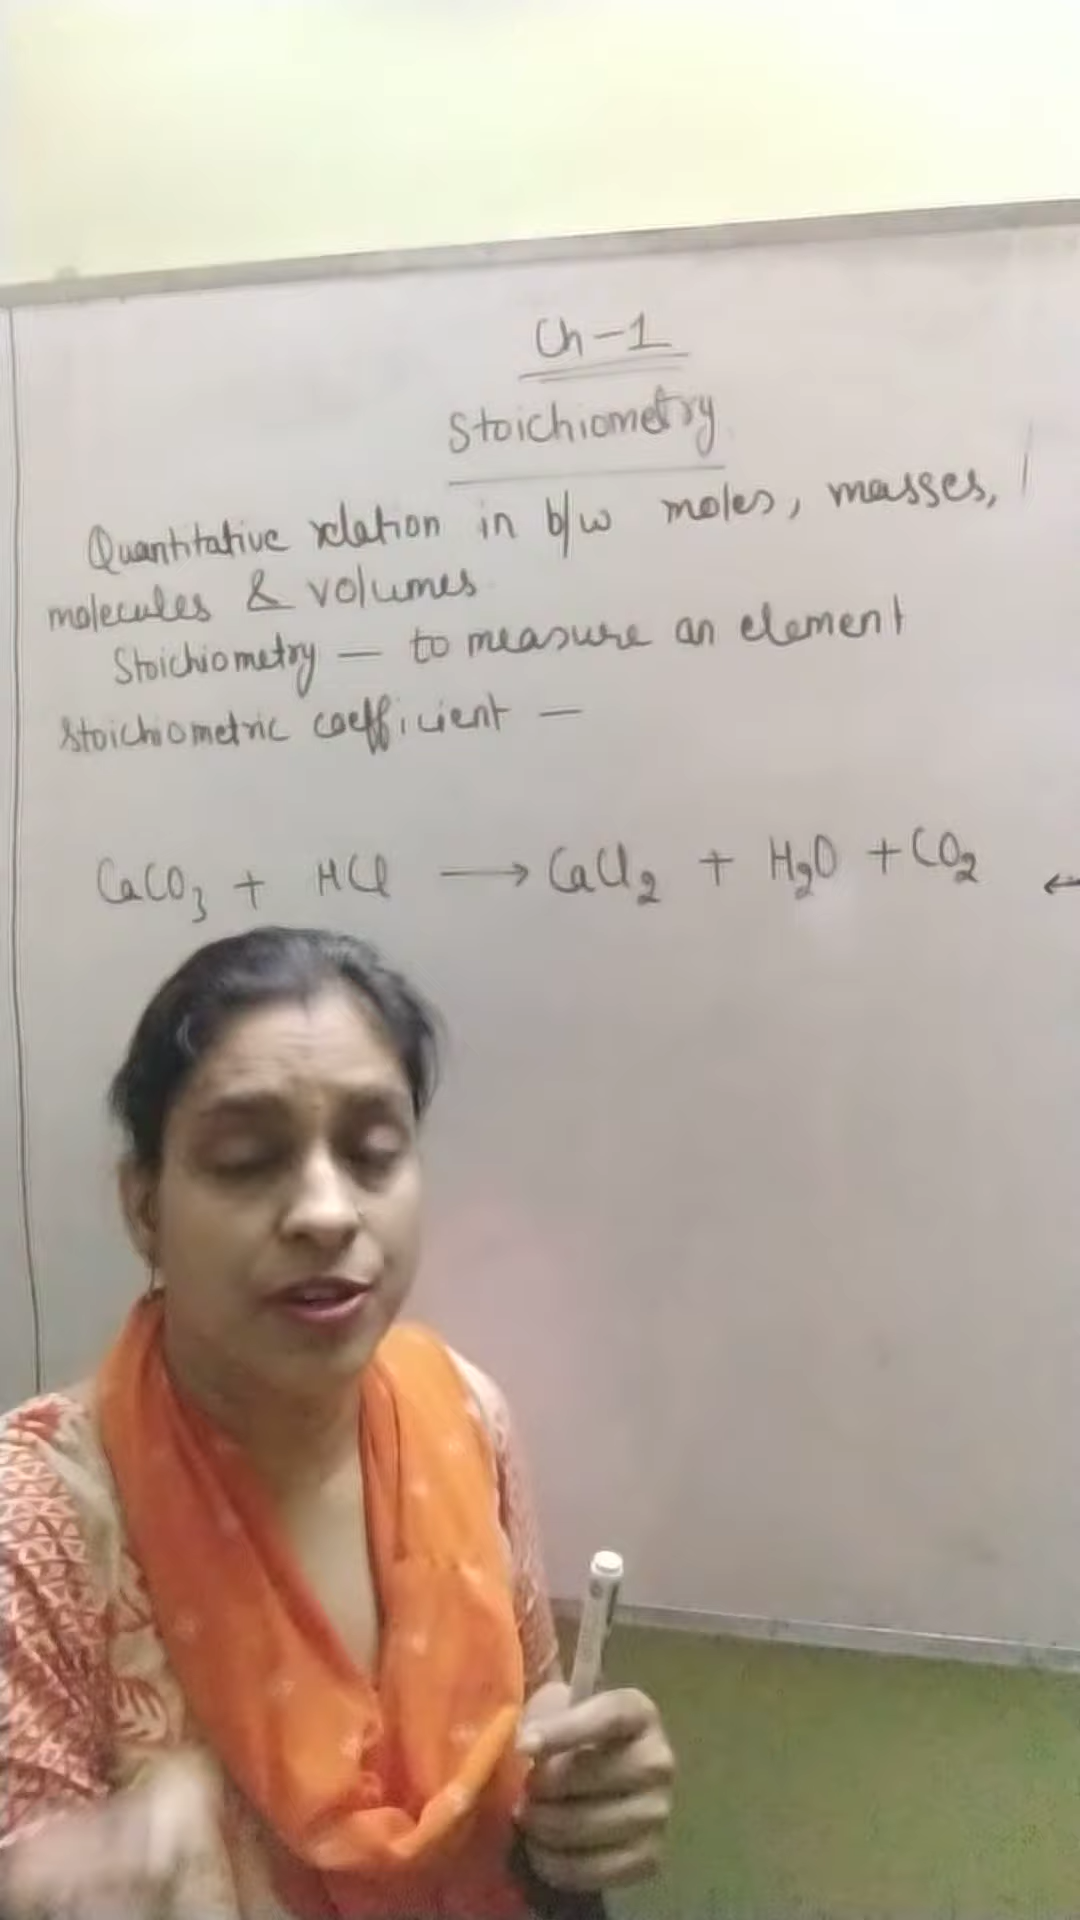 Ch-1
Stoichiometry
Quantitative relation in b/w moles, masses,
molecules & volumes
Stoichiometry — to measure an element
Stoichiometric coefficient —
CaCO₃ + HCl ⟶ CaCl₂ + H₂O + CO₂ ←